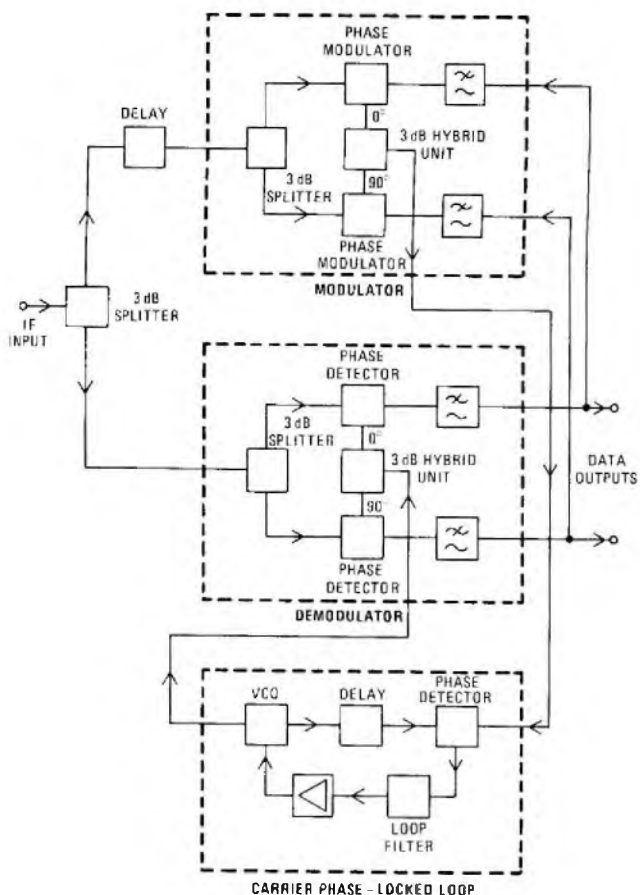 PHASE
MODULATOR
DELAY
0°
3 dB HYBRID
UNIT
3 dB
SPLITTER
90°
PHASE
MODULATOR
MODULATOR
3 dB
SPLITTER
IF
INPUT
PHASE
DETECTOR
3 dB
SPLITTER
0°
3 dB HYBRID
UNIT
90°
DATA
OUTPUTS
PHASE
DETECTOR
DEMODULATOR
VCO
DELAY
PHASE
DETECTOR
LOOP
FILTER
CARRIER PHASE-LOCKED LOOP